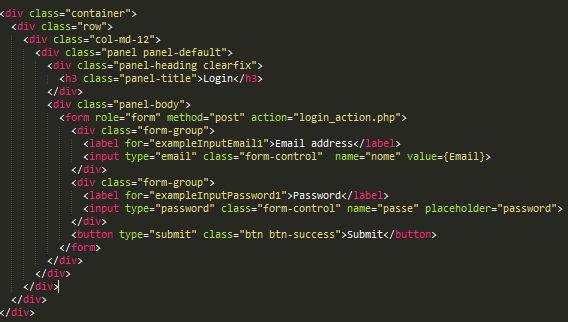 <div class="container">
<div class="row">
<div class="col-md-12">
<div class="panel panel-default">
<div class="panel-heading clearfix">
<h3 class="panel-title">Login</h3>
</div>
<div class="panel-body">
<form role="form" method="post" action="login_action.php">
<div class="form-group">
<label for="exampleInputEmail1">Email address</label>
<input type="email" class="form-control"  name="nome" value={Email}>
</div>
<div class="form-group">
<label for="exampleInputPassword1">Password</label>
<input type="password" class="form-control" name="passe" placeholder="password">
</div>
<button type="submit" class="btn btn-success">Submit</button>
</form>
</div>
</div>
</div>
</div>
</div>